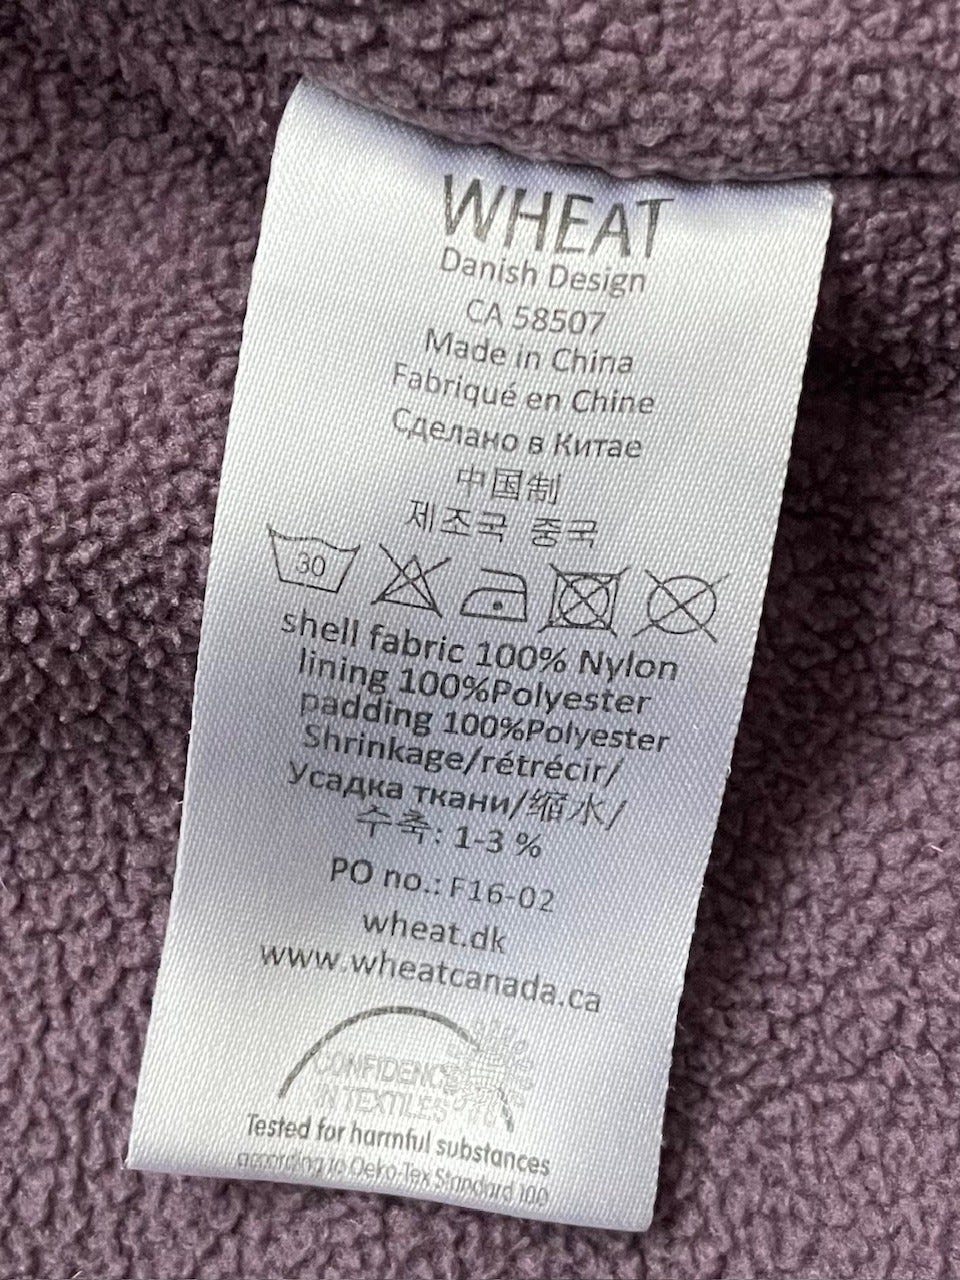 WHEAT
Danish Design
CA 58507
Made in China
Fabriqué en Chine
Сделано в Китае
中国制
제조국 중국
30
shell fabric 100% Nylon
lining 100%Polyester
padding 100%Polyester
Shrinkage/rétrécir/
Усадка ткани/缩水/
수축: 1-3 %
PO no.: F16-02
wheat.dk
www.wheatcanada.ca
CONFIDENCE
IN TEXTILES
Tested for harmful substances
according to Oeko-Tex Standard 100